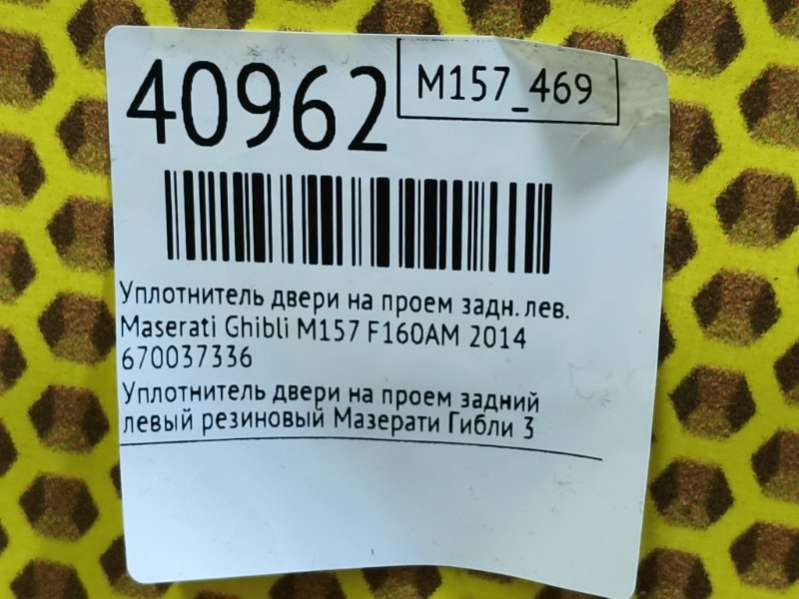 40962
M157_469
Уплотнитель двери на проем задн. лев.
Maserati Ghibli M157 F160AM 2014
670037336
Уплотнитель двери на проем задний
левый резиновый Мазерати Гибли 3